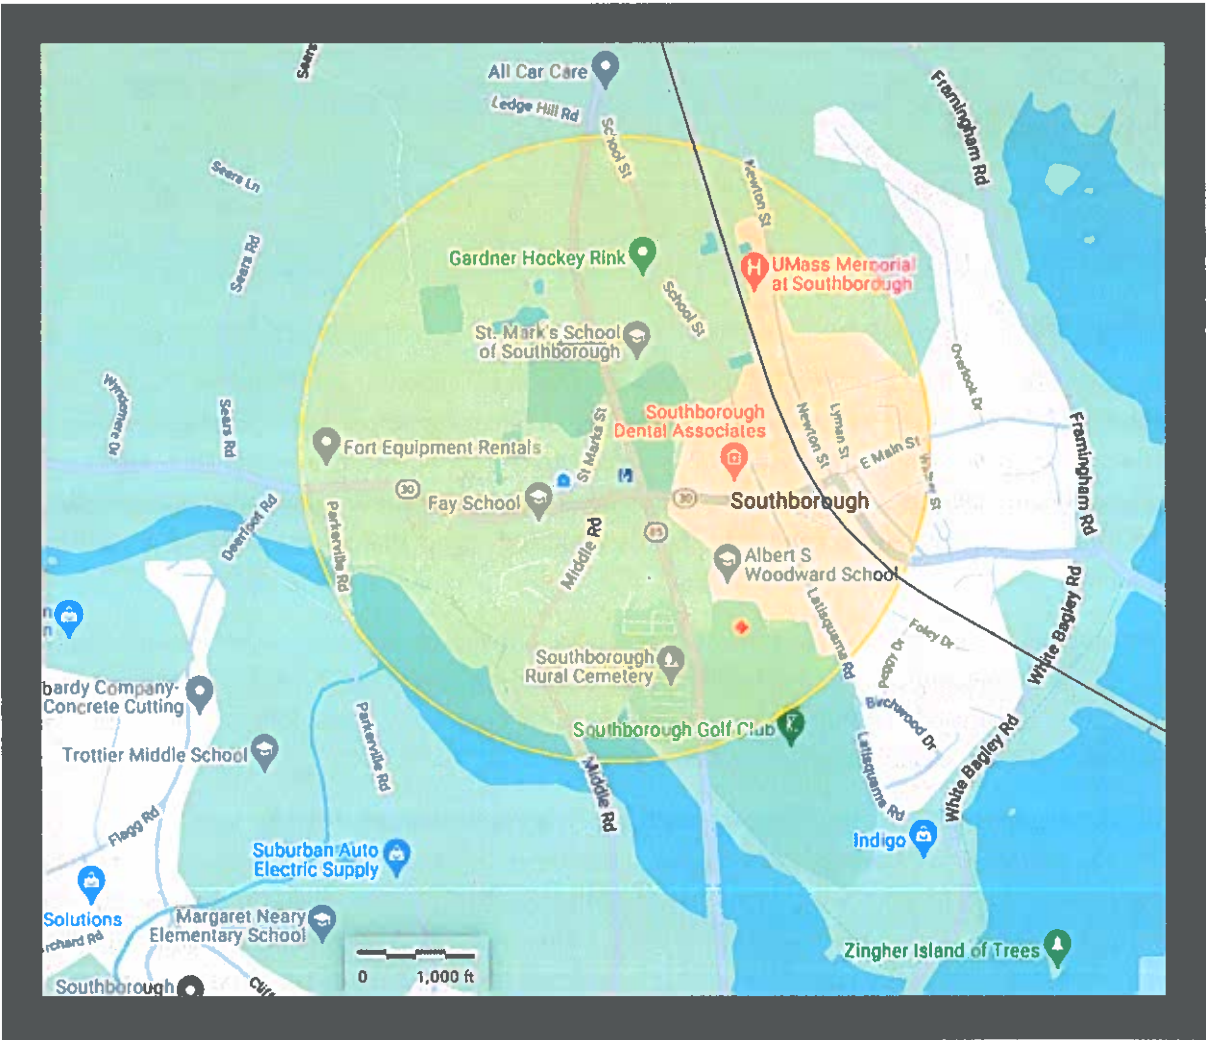 Sears
All Car Care
Ledge Hill Rd
School St
Framingham Rd
Sears Ln
Newton St
Sears Rd
Gardner Hockey Rink
UMass Memorial
at Southborough
School St
St. Mark's School
of Southborough
Overlook Dr
Wyndemere Dr
Sears Rd
Southborough
Dental Associates
St Marks St
Newton St
Lyman St
E Main St
Framingham Rd
Fort Equipment Rentals
30
Fay School
30
Southborough
Deerfoot Rd
Parkerville Rd
Middle Rd
85
Albert S
Woodward School
White Bagley Rd
n
n
Latisquama Rd
Foley Dr
Peggy Dr
Southborough
Rural Cemetery
bardy Company-
Concrete Cutting
Birchwood Dr
Southborough Golf Club
Parkerville Rd
Trottier Middle School
Middle Rd
Latisquama Rd
White Bagley Rd
Flagg Rd
Indigo
Suburban Auto
Electric Supply
Solutions
Margaret Neary
Elementary School
rchard Rd
Zingher Island of Trees
0 1,000 ft
Southborough